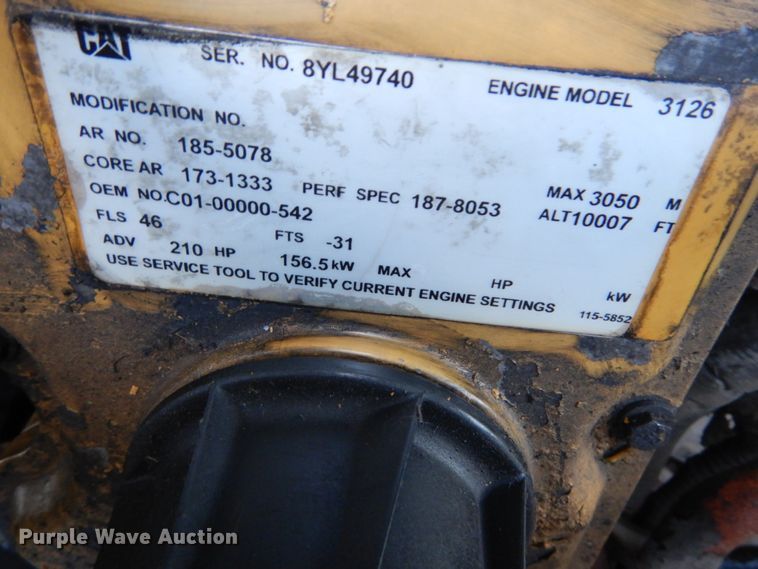 CAT SER. NO. 8YL49740 ENGINE MODEL 3126
MODIFICATION NO.
AR NO. 185-5078
CORE AR 173-1333 PERF SPEC 187-8053 MAX 3050 M
OEM NO. C01-00000-542 ALT 10007 FT
FLS 46 FTS -31
ADV 210 HP 156.5 kW MAX HP kW
USE SERVICE TOOL TO VERIFY CURRENT ENGINE SETTINGS 115-5852
Purple Wave Auction